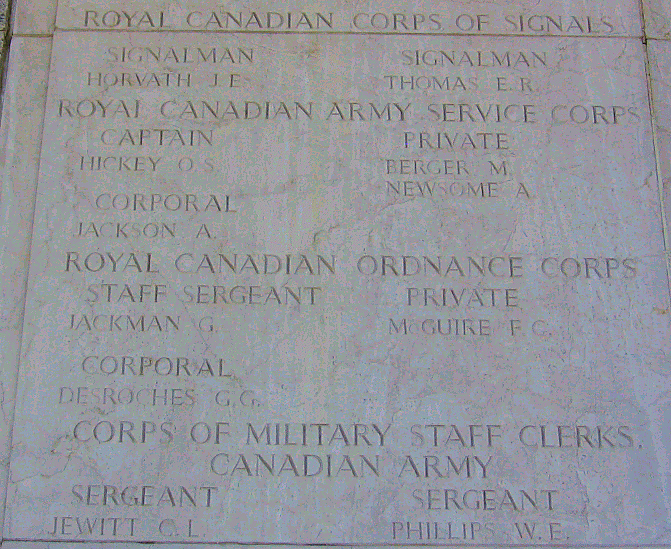 ROYAL CANADIAN CORPS OF SIGNALS
SIGNALMAN SIGNALMAN
HORVATH J.E. THOMAS E.R.
ROYAL CANADIAN ARMY SERVICE CORPS
CAPTAIN PRIVATE
HICKEY O.S. BERGER M.
NEWSOME A.
CORPORAL
JACKSON A.
ROYAL CANADIAN ORDNANCE CORPS
STAFF SERGEANT PRIVATE
JACKMAN G. McGUIRE F.C.
CORPORAL
DESROCHES G.G.
CORPS OF MILITARY STAFF CLERKS,
CANADIAN ARMY
SERGEANT SERGEANT
JEWITT C.L. PHILLIPS W.E.